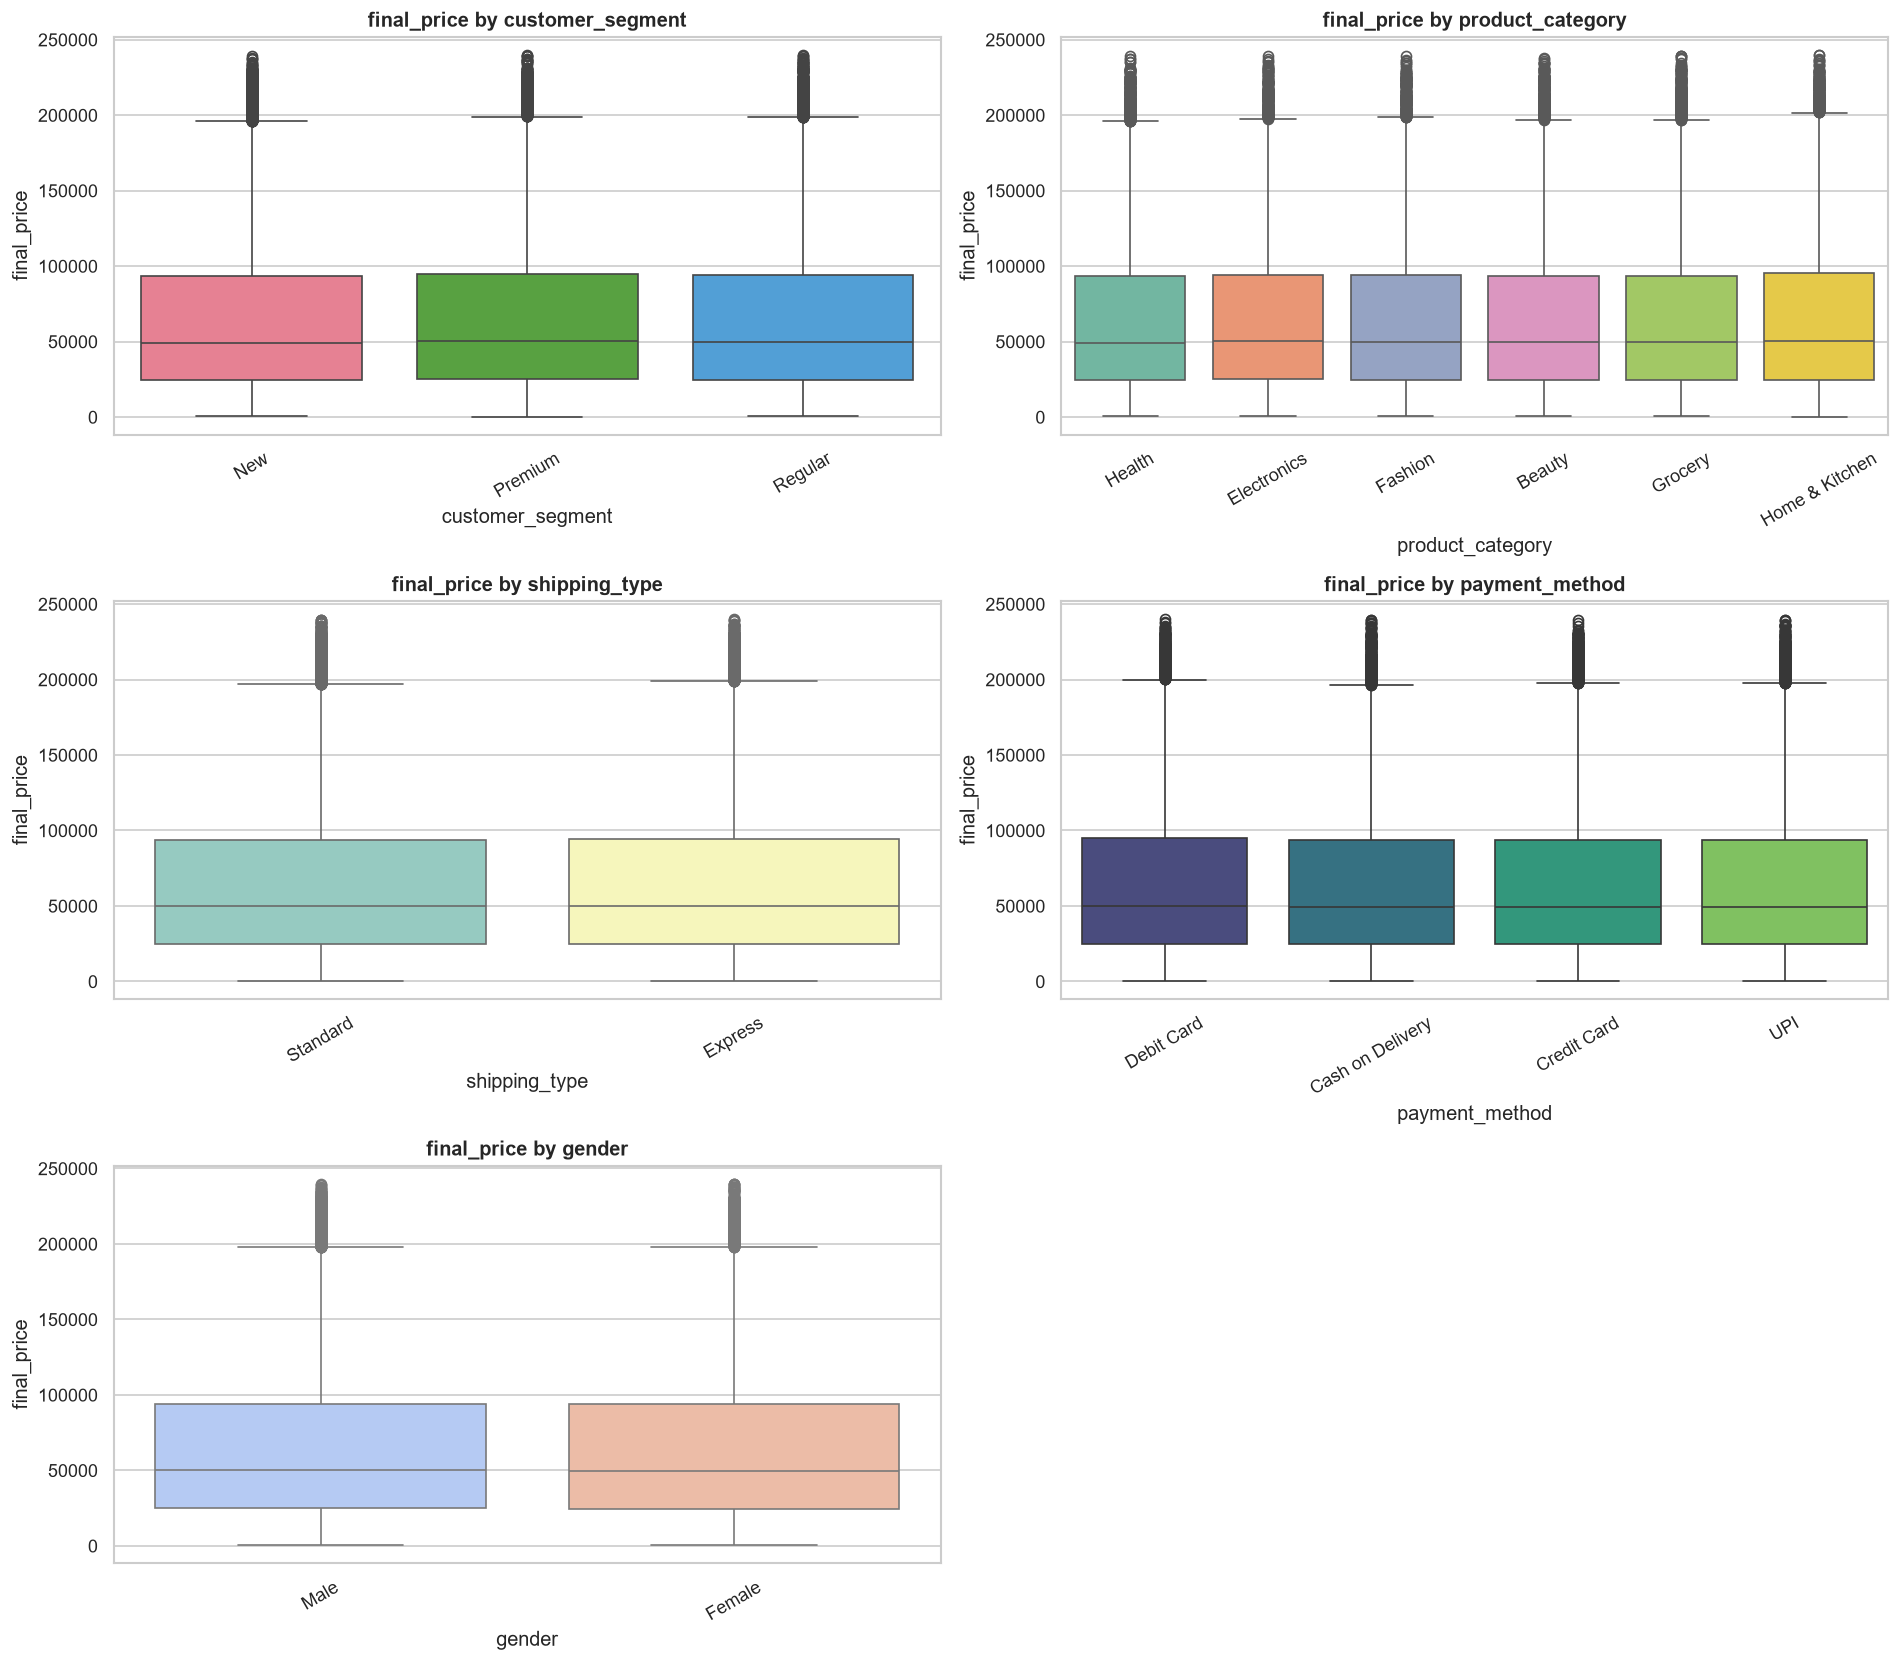 final_price by customer_segment
250000
200000
150000
100000
50000
0
final_price
New
Premium
Regular
customer_segment
final_price by product_category
250000
200000
150000
100000
50000
0
final_price
Health
Electronics
Fashion
Beauty
Grocery
Home & Kitchen
product_category
final_price by shipping_type
250000
200000
150000
100000
50000
0
final_price
Standard
Express
shipping_type
final_price by payment_method
250000
200000
150000
100000
50000
0
final_price
Debit Card
Cash on Delivery
Credit Card
UPI
payment_method
final_price by gender
250000
200000
150000
100000
50000
0
final_price
Male
Female
gender